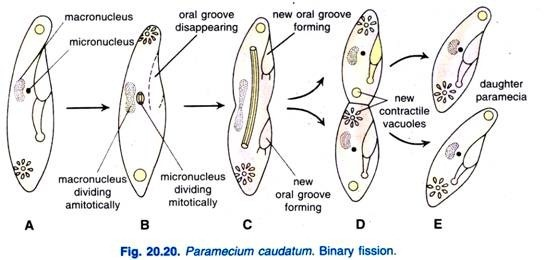 macronucleus
micronucleus
oral groove
disappearing
new oral groove
forming
macronucleus
dividing
amitotically
micronucleus
dividing
mitotically
new
oral groove
forming
new
contractile
vacuoles
daughter
paramecia
A
B
C
D
E
Fig. 20.20. Paramecium caudatum. Binary fission.